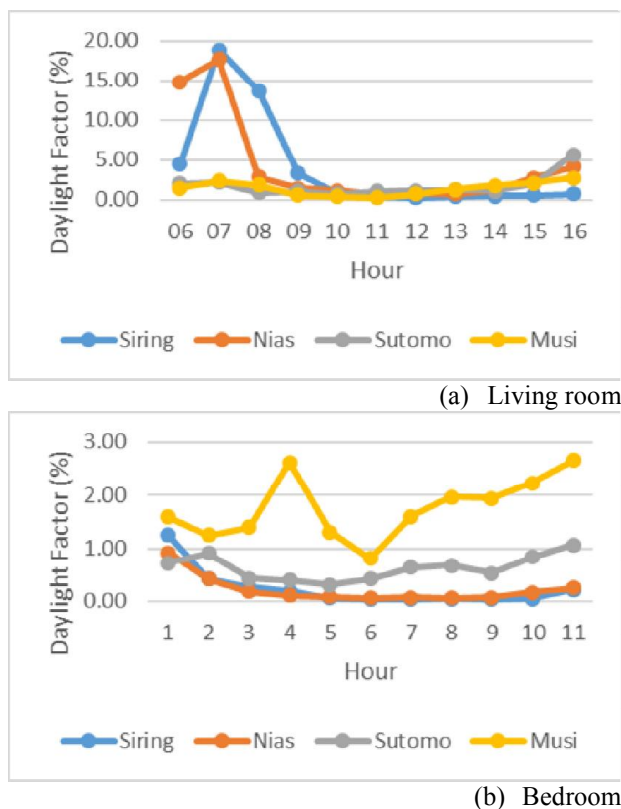 20.00
15.00
10.00
5.00
0.00
Daylight Factor (%)
06 07 08 09 10 11 12 13 14 15 16
Hour
Siring Nias Sutomo Musi
(a) Living room
3.00
2.00
1.00
0.00
Daylight Factor (%)
1 2 3 4 5 6 7 8 9 10 11
Hour
Siring Nias Sutomo Musi
(b) Bedroom